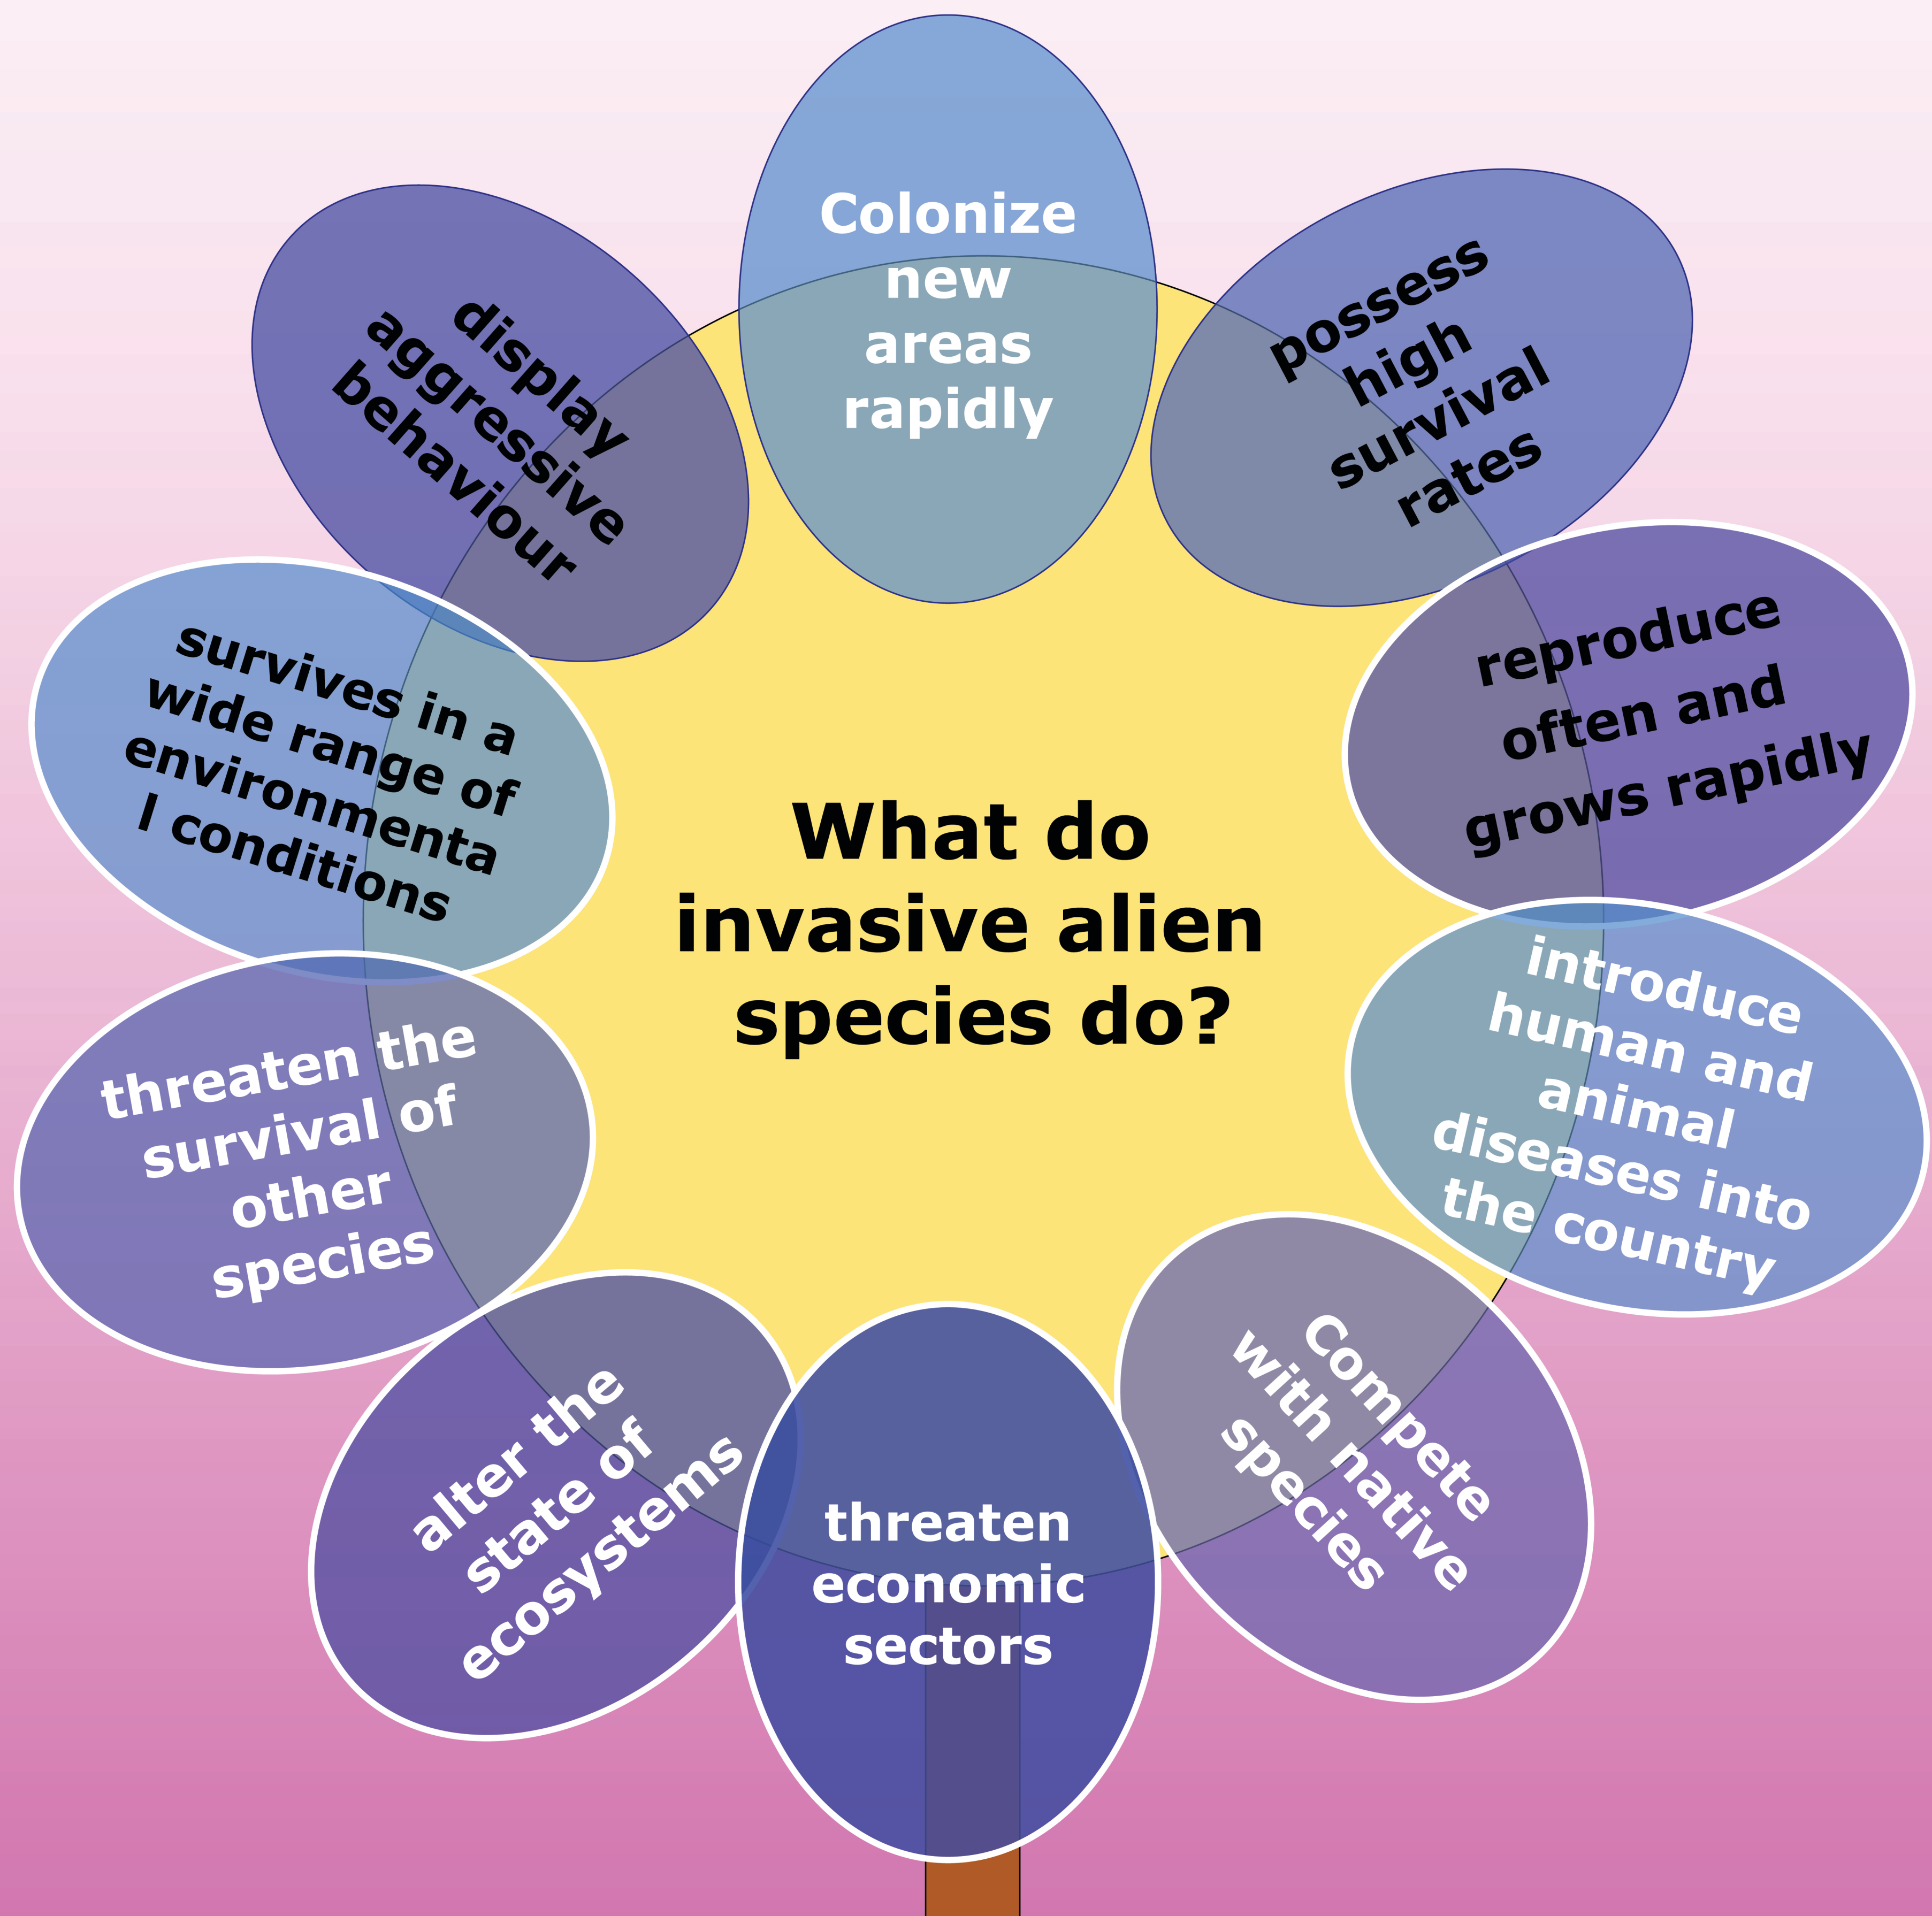 Colonize
new
areas
rapidly
possess
high
survival
rates
reproduce
often and
grows rapidly
introduce
human and
animal
diseases into
the country
Compete
with native
species
threaten
economic
sectors
alter the
state of
ecosystems
threaten the
survival of
other
species
survives in a
wide range of
environmenta
l conditions
display
aggressive
behaviour
What do
invasive alien
species do?